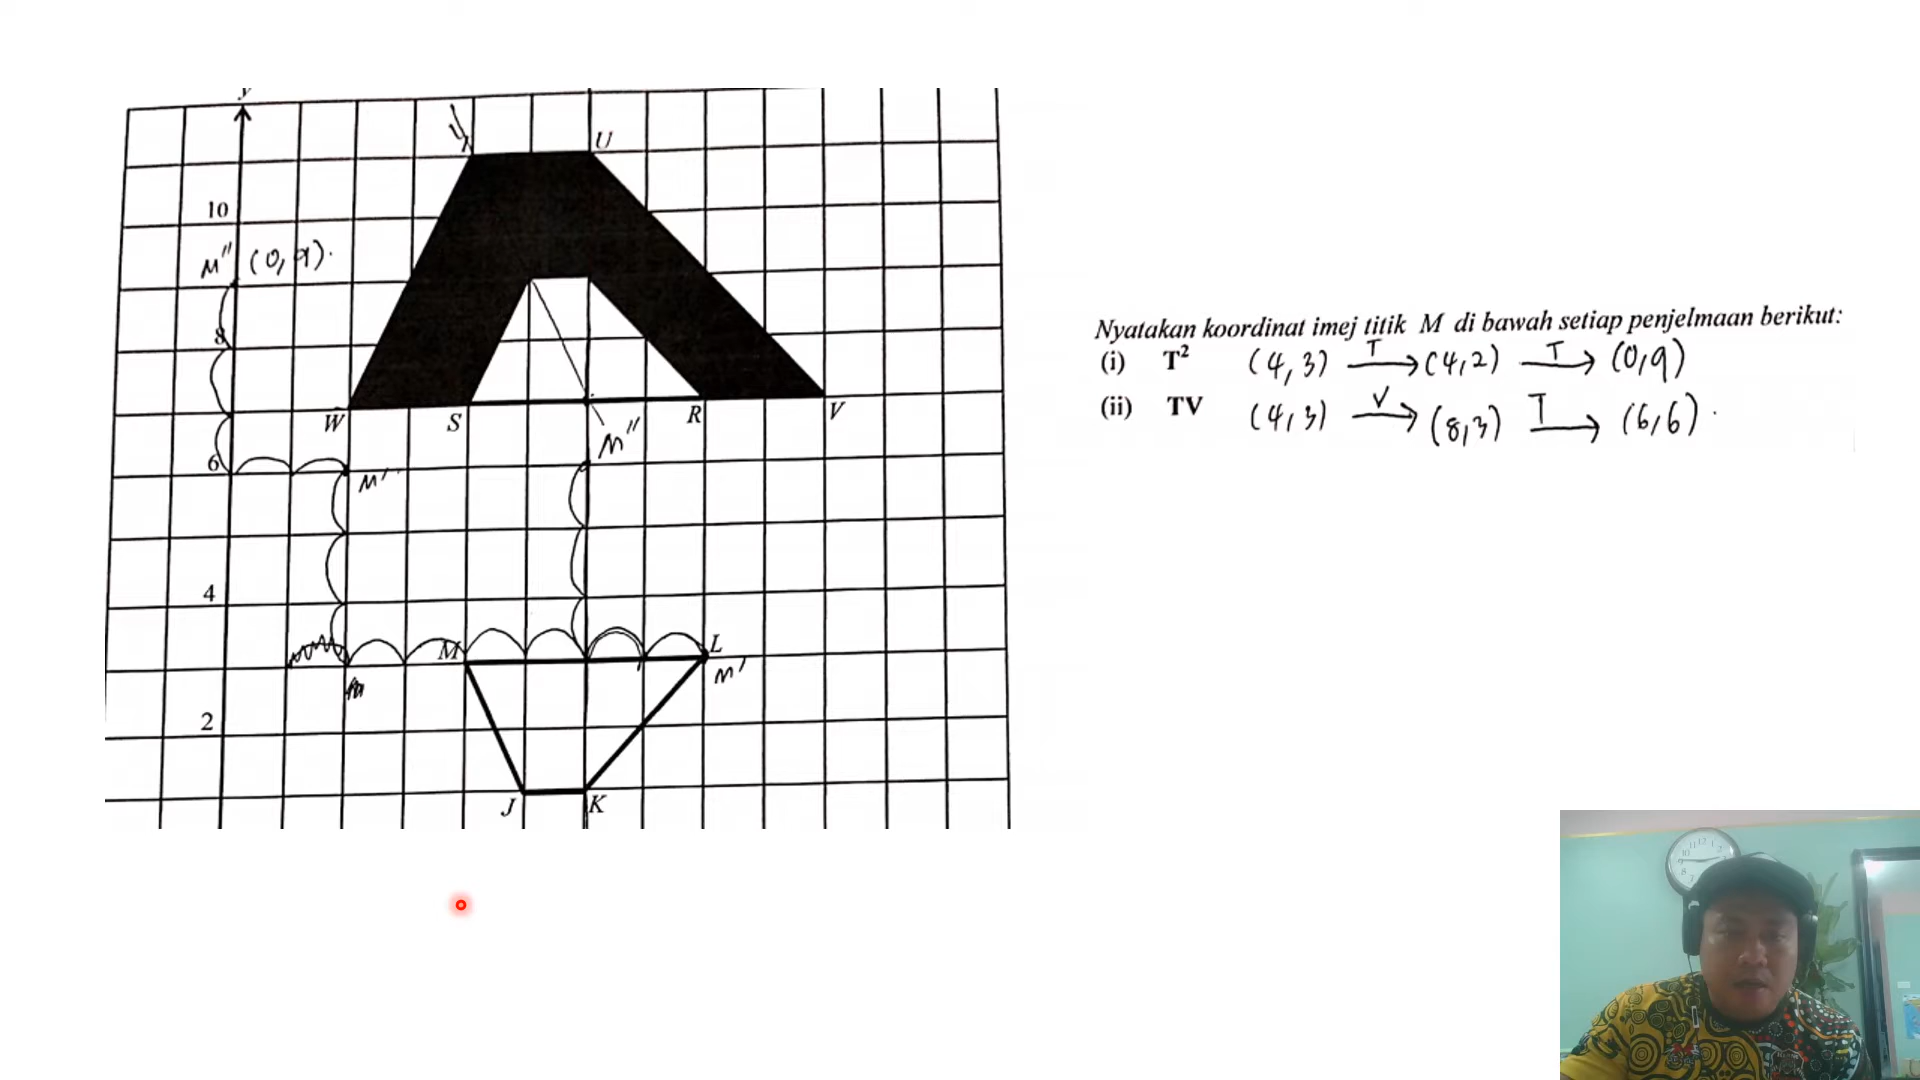 y
U
10
M'' (0, 9).
8
W
S
R
V
M''
6
M'
4
M
L
M'
2
J
K
Nyatakan koordinat imej titik M di bawah setiap penjelmaan berikut:
(i) T² (4, 3) T→ (4,2) T→ (0,9)
(ii) TV (4,3) V→ (8,3) T→ (6,6).